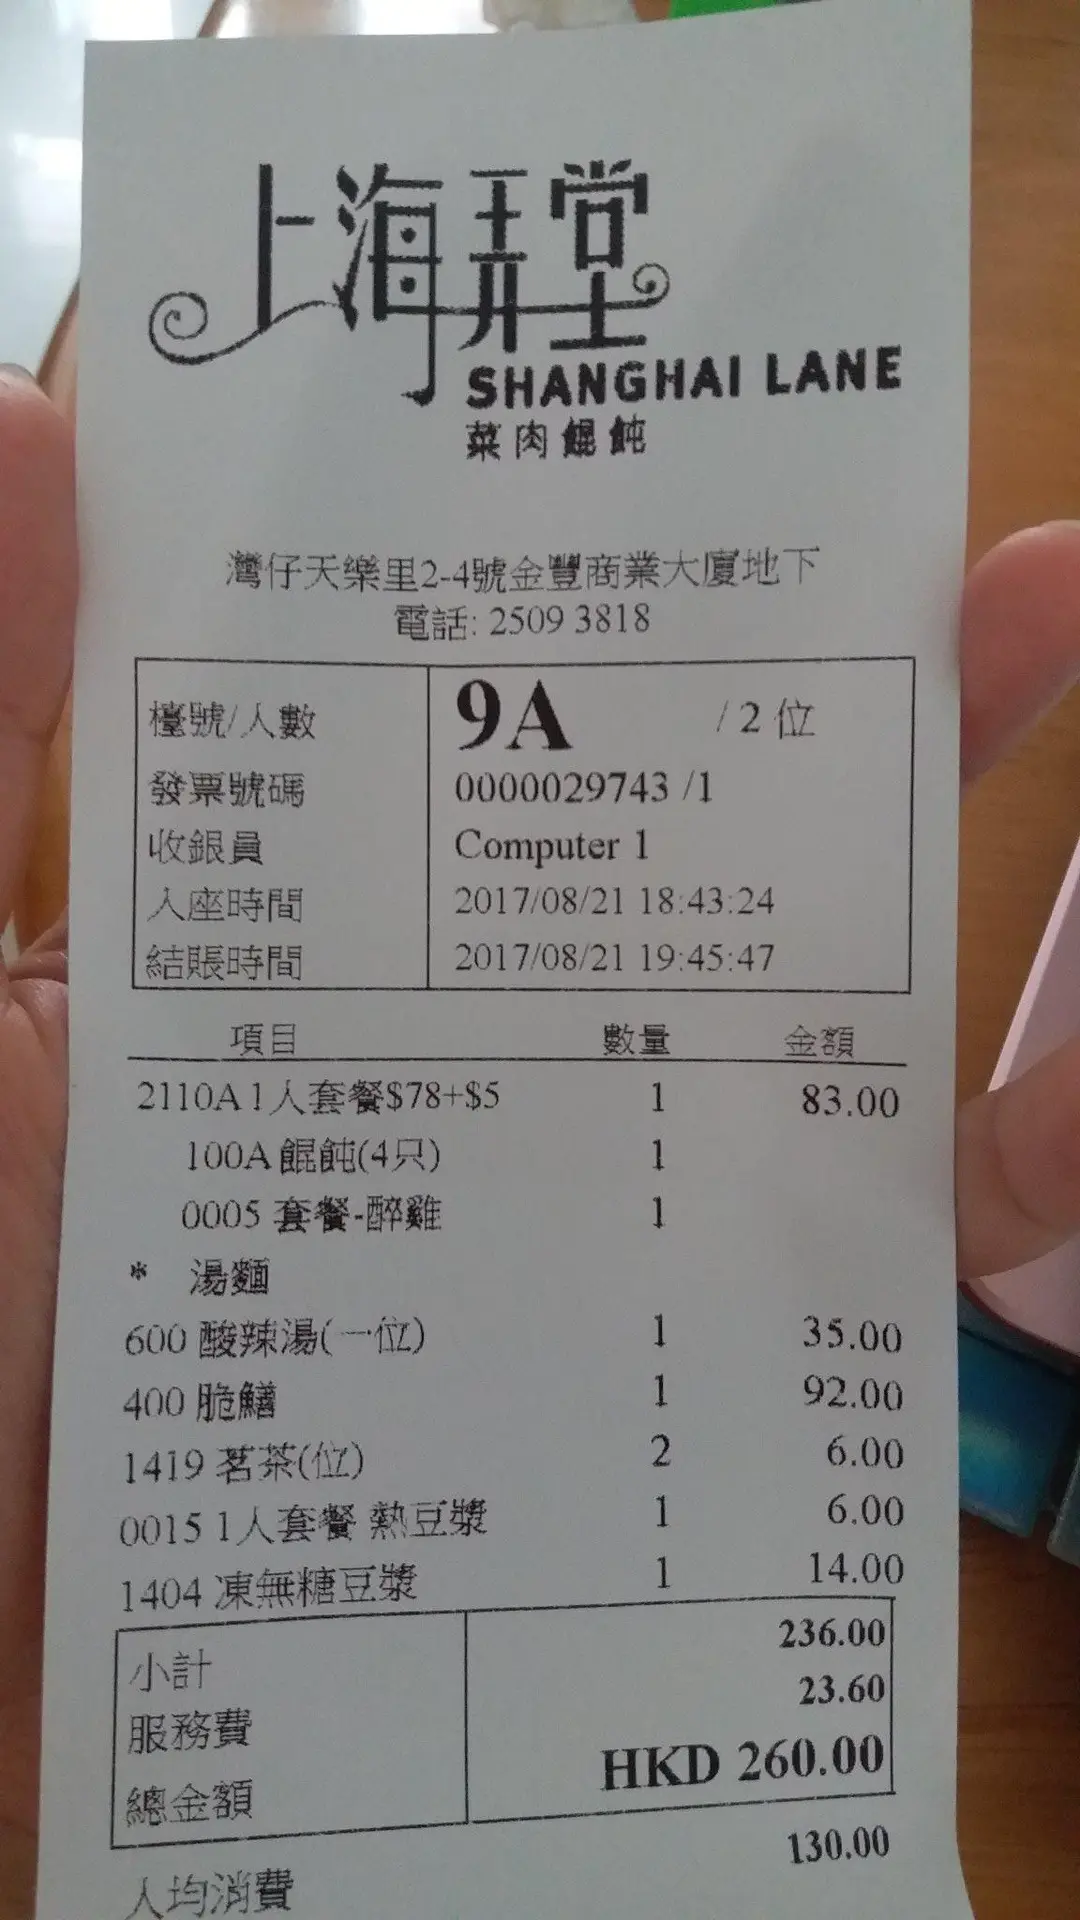 上海弄堂
SHANGHAI LANE
菜肉餛飩
灣仔天樂里2-4號金豐商業大廈地下
電話: 2509 3818
檯號/人數 9A / 2 位
發票號碼 0000029743 /1
收銀員 Computer 1
入座時間 2017/08/21 18:43:24
結賬時間 2017/08/21 19:45:47
項目 數量 金額
2110A 1人套餐$78+$5 1 83.00
100A 餛飩(4只) 1
0005 套餐-醉雞 1
* 湯麵
600 酸辣湯(一位) 1 35.00
400 脆鱔 1 92.00
1419 茗茶(位) 2 6.00
0015 1人套餐 熱豆漿 1 6.00
1404 凍無糖豆漿 1 14.00
小計 236.00
服務費 23.60
總金額 HKD 260.00
人均消費 130.00